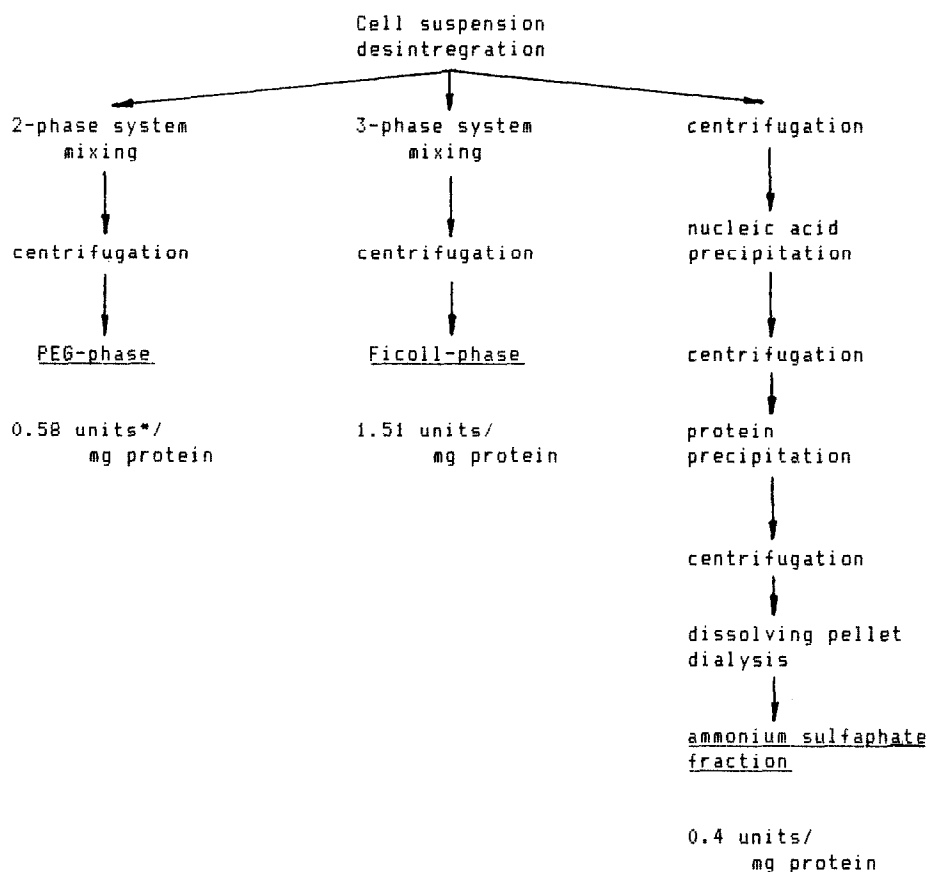 Cell suspension
desintregration
2-phase system
mixing
centrifugation
PEG-phase
0.58 units*/
mg protein
3-phase system
mixing
centrifugation
Ficoll-phase
1.51 units/
mg protein
centrifugation
nucleic acid
precipitation
centrifugation
protein
precipitation
centrifugation
dissolving pellet
dialysis
ammonium sulfaphate
fraction
0.4 units/
mg protein